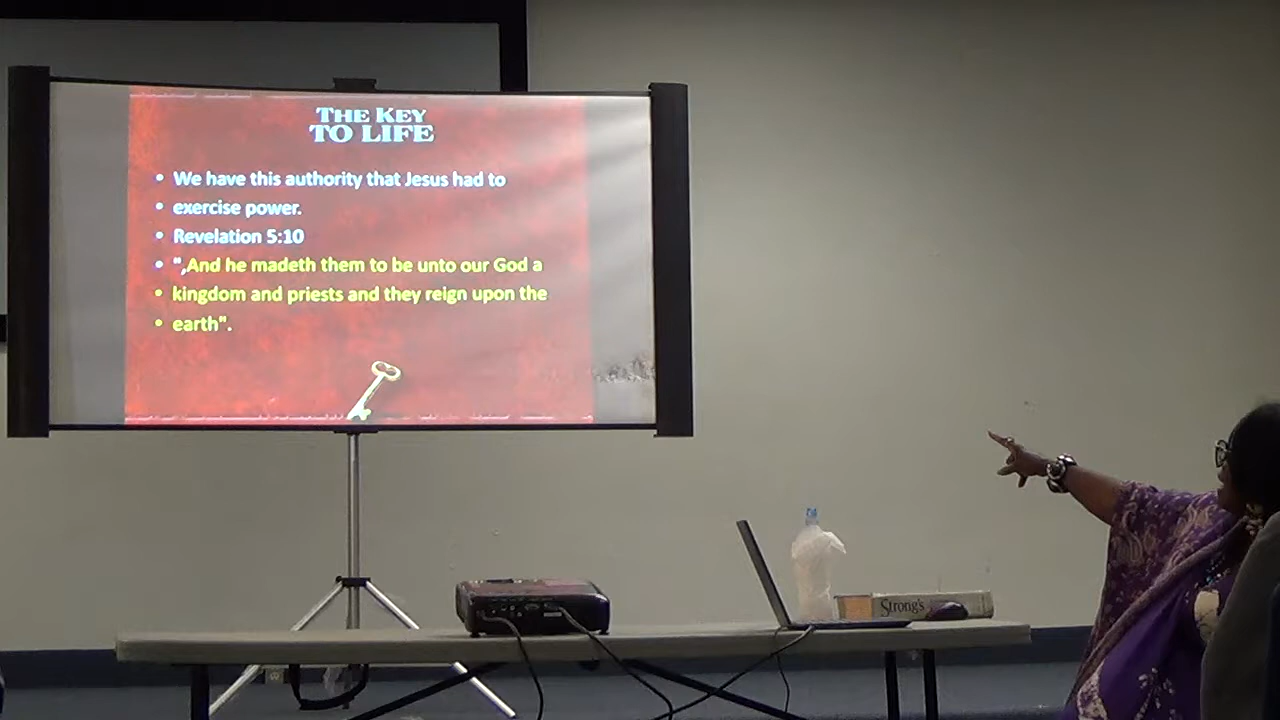 THE KEY
TO LIFE
• We have this authority that Jesus had to
• exercise power.
• Revelation 5:10
• ",And he madeth them to be unto our God a
• kingdom and priests and they reign upon the
• earth".
Strong's